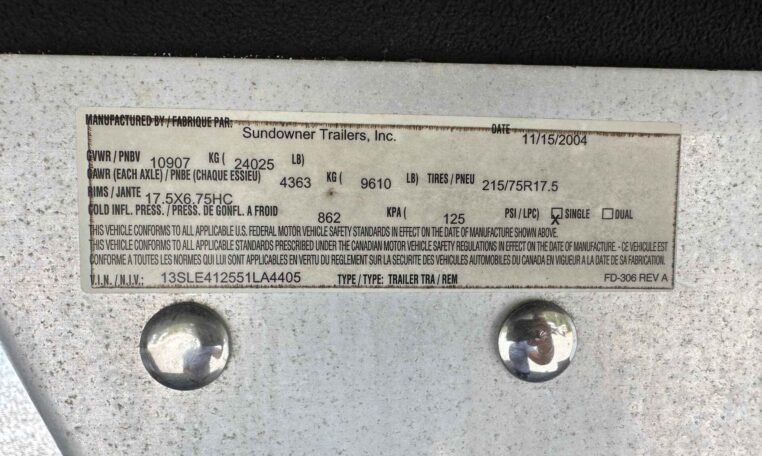 MANUFACTURED BY / FABRIQUE PAR: Sundowner Trailers, Inc. DATE 11/15/2004
GVWR / PNBV 10907 KG ( 24025 LB)
GAWR (EACH AXLE) / PNBE (CHAQUE ESSIEU) 4363 KG ( 9610 LB) TIRES / PNEU 215/75R17.5
RIMS / JANTE 17.5X6.75HC
COLD INFL. PRESS. / PRESS. DE GONFL. A FROID 862 KPA ( 125 PSI / LPC) X SINGLE DUAL
THIS VEHICLE CONFORMS TO ALL APPLICABLE U.S. FEDERAL MOTOR VEHICLE SAFETY STANDARDS IN EFFECT ON THE DATE OF MANUFACTURE SHOWN ABOVE.
THIS VEHICLE CONFORMS TO ALL APPLICABLE STANDARDS PRESCRIBED UNDER THE CANADIAN MOTOR VEHICLE SAFETY REGULATIONS IN EFFECT ON THE DATE OF MANUFACTURE. - CE VEHICULE EST
CONFORME A TOUTES LES NORMES QUI LUI SONT APPLICABLES EN VERTU DU REGLEMENT SUR LA SECURITE DES VEHICULES AUTOMOBILES DU CANADA EN VIGUEUR A LA DATE DE SA FABRICATION.
V.I.N. / N.I.V.: 13SLE412551LA4405 TYPE / TYPE: TRAILER TRA / REM FD-306 REV A